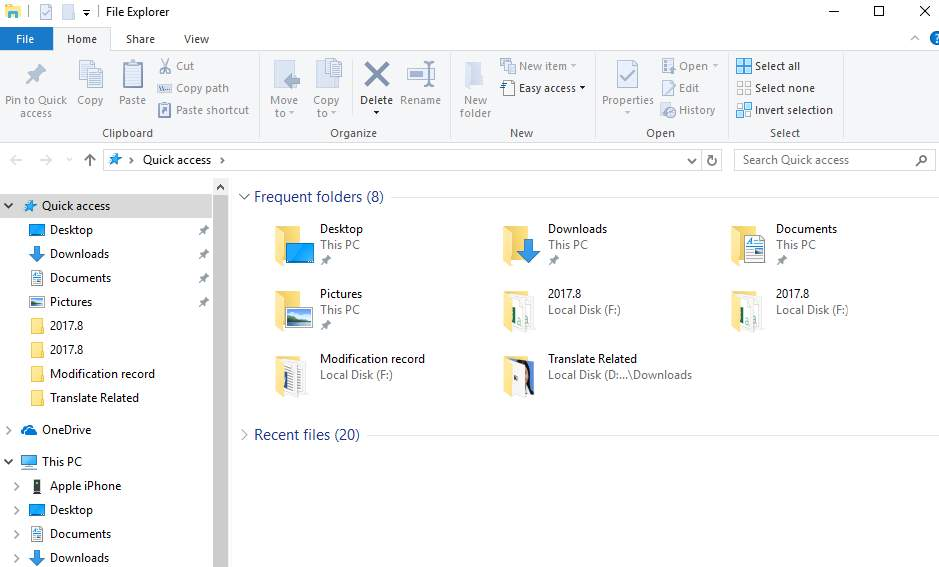 File Explorer
File Home Share View
Pin to Quick access
Copy
Paste
Cut
Copy path
Paste shortcut
Clipboard
Move to
Copy to
Delete
Rename
Organize
New folder
New item
Easy access
New
Properties
Open
Edit
History
Open
Select all
Select none
Invert selection
Select
Quick access
Search Quick access
Quick access
Desktop
Downloads
Documents
Pictures
2017.8
2017.8
Modification record
Translate Related
OneDrive
This PC
Apple iPhone
Desktop
Documents
Downloads
Frequent folders (8)
Desktop
This PC
Downloads
This PC
Documents
This PC
Pictures
This PC
2017.8
Local Disk (F:)
2017.8
Local Disk (F:)
Modification record
Local Disk (F:)
Translate Related
Local Disk (D:...\Downloads
Recent files (20)